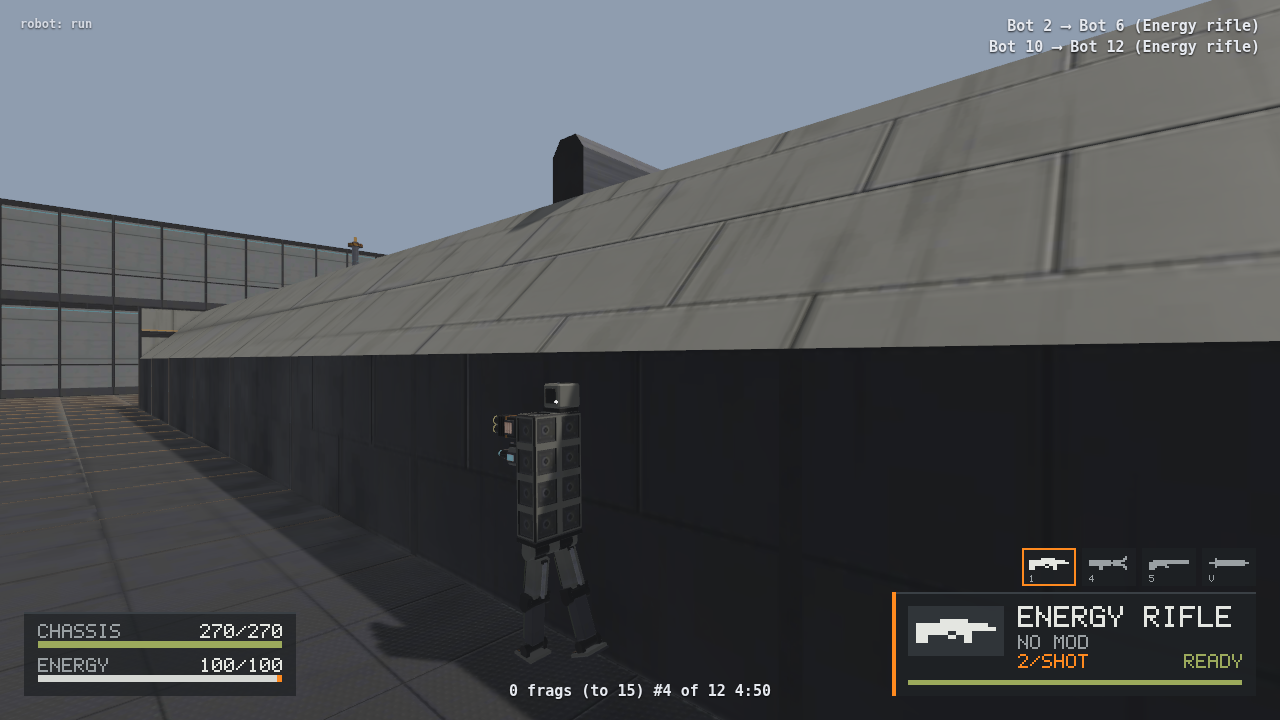 robot: run
Bot 2 → Bot 6 (Energy rifle)
Bot 10 → Bot 12 (Energy rifle)
1
4
5
V
CHASSIS 270/270
ENERGY 100/100
ENERGY RIFLE
NO MOD
2/SHOT READY
0 frags (to 15) #4 of 12 4:50